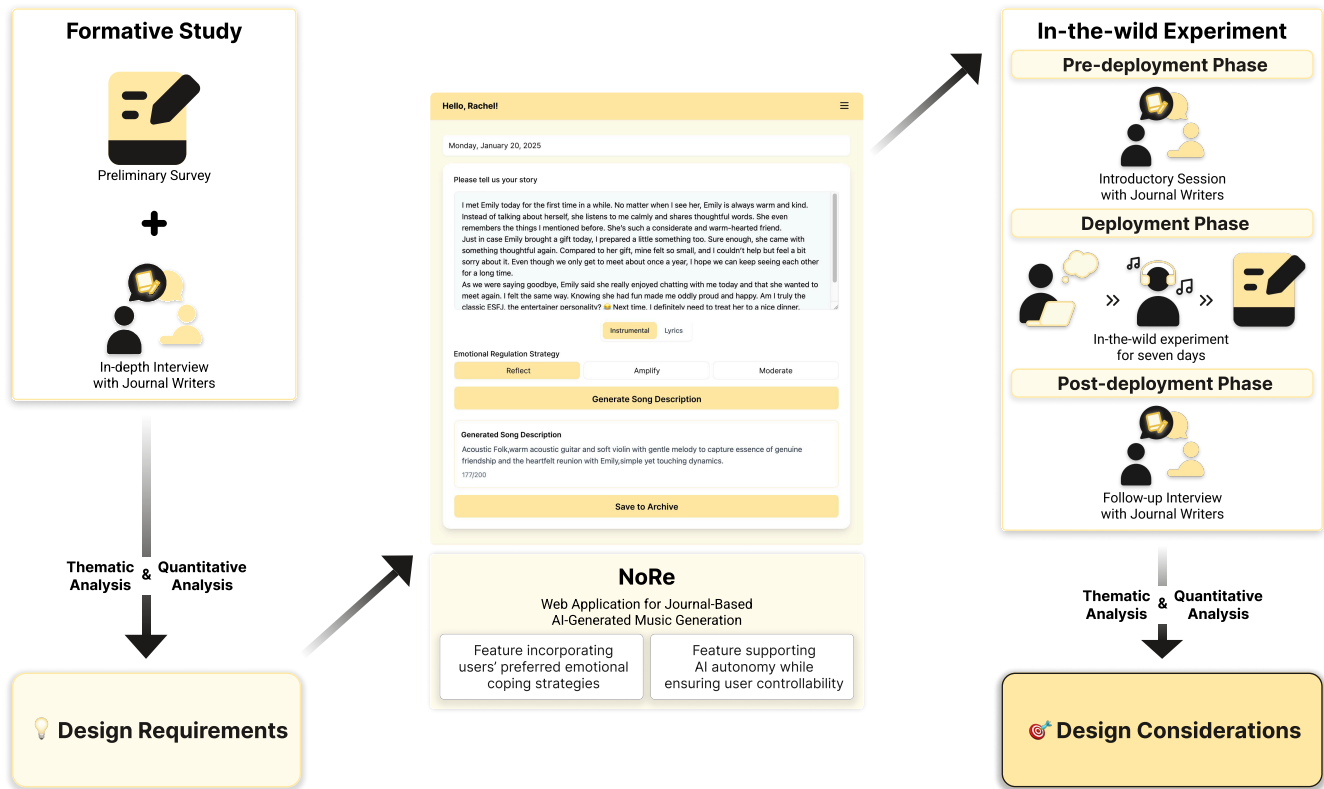 Formative Study
Preliminary Survey
In-depth Interview
with Journal Writers
Thematic
Analysis
&
Quantitative
Analysis
Design Requirements
Hello, Rachel!
Monday, January 20, 2025
Please tell us your story
I met Emily today for the first time in a while. No matter when I see her, Emily is always warm and kind.
Instead of talking about herself, she listens to me calmly and shares thoughtful words. She even
remembers the things I mentioned before. She's such a considerate and warm-hearted friend.
Just in case Emily brought a gift today, I prepared a little something too. Sure enough, she came with
something thoughtful again. Compared to her gift, mine felt so small, and I couldn't help but feel a bit
sorry about it. Even though we only get to meet about once a year, I hope we can keep seeing each other
for a long time.
As we were saying goodbye, Emily said she really enjoyed chatting with me today and that she wanted to
meet again. I felt the same way. Knowing she had fun made me oddly proud and happy. Am I truly the
classic ESFJ, the entertainer personality? 😄 Next time, I definitely need to treat her to a nice dinner.
Instrumental
Lyrics
Emotional Regulation Strategy
Reflect
Amplify
Moderate
Generate Song Description
Generated Song Description
Acoustic Folk,warm acoustic guitar and soft violin with gentle melody to capture essence of genuine
friendship and the heartfelt reunion with Emily,simple yet touching dynamics.
177/200
Save to Archive
NoRe
Web Application for Journal-Based
AI-Generated Music Generation
Feature incorporating
users' preferred emotional
coping strategies
Feature supporting
AI autonomy while
ensuring user controllability
In-the-wild Experiment
Pre-deployment Phase
Introductory Session
with Journal Writers
Deployment Phase
In-the-wild experiment
for seven days
Post-deployment Phase
Follow-up Interview
with Journal Writers
Thematic
Analysis
&
Quantitative
Analysis
Design Considerations